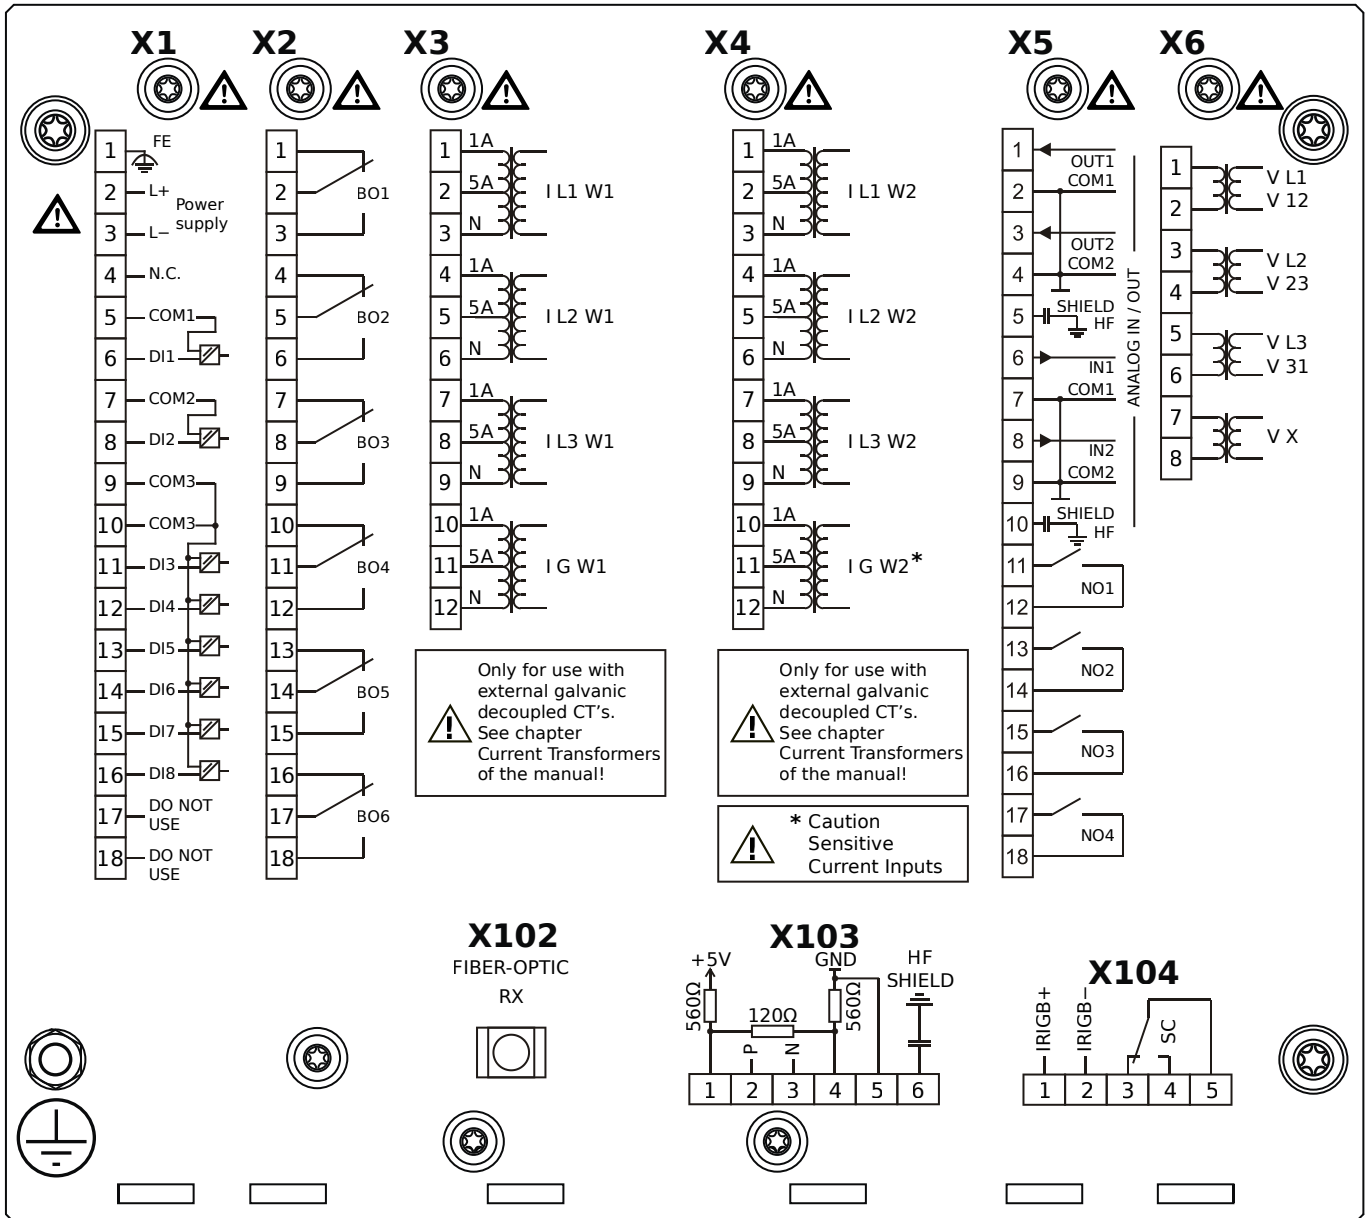 X1 X2 X3 X4 X5 X6
1 FE
2 L+
Power
supply
3 L−
4 N.C.
5 COM1
6 DI1
7 COM2
8 DI2
9 COM3
10 COM3
11 DI3
12 DI4
13 DI5
14 DI6
15 DI7
16 DI8
17 DO NOT
USE
18 DO NOT
USE
1
2 BO1
3
4
5 BO2
6
7
8 BO3
9
10
11 BO4
12
13
14 BO5
15
16
17 BO6
18
1 1A
2 5A I L1 W1
3 N
4 1A
5 5A I L2 W1
6 N
7 1A
8 5A I L3 W1
9 N
10 1A
11 5A I G W1
12 N
Only for use with
external galvanic
decoupled CT’s.
See chapter
Current Transformers
of the manual!
1 1A
2 5A I L1 W2
3 N
4 1A
5 5A I L2 W2
6 N
7 1A
8 5A I L3 W2
9 N
10 1A
11 5A I G W2*
12 N
Only for use with
external galvanic
decoupled CT’s.
See chapter
Current Transformers
of the manual!
* Caution
Sensitive
Current Inputs
1
OUT1
2 COM1
3
OUT2
4 COM2
5 SHIELD
HF
6
IN1
7 COM1
8
IN2
9 COM2
10 SHIELD
HF
ANALOG IN / OUT
11
NO1
12
13
NO2
14
15
NO3
16
17
NO4
18
1 V L1
2 V 12
3 V L2
4 V 23
5 V L3
6 V 31
7 V X
8
X102
FIBER-OPTIC
RX
X103
+5V GND HF
SHIELD
560Ω 120Ω 560Ω
P N
1 2 3 4 5 6
X104
IRIGB+ IRIGB− SC
1 2 3 4 5